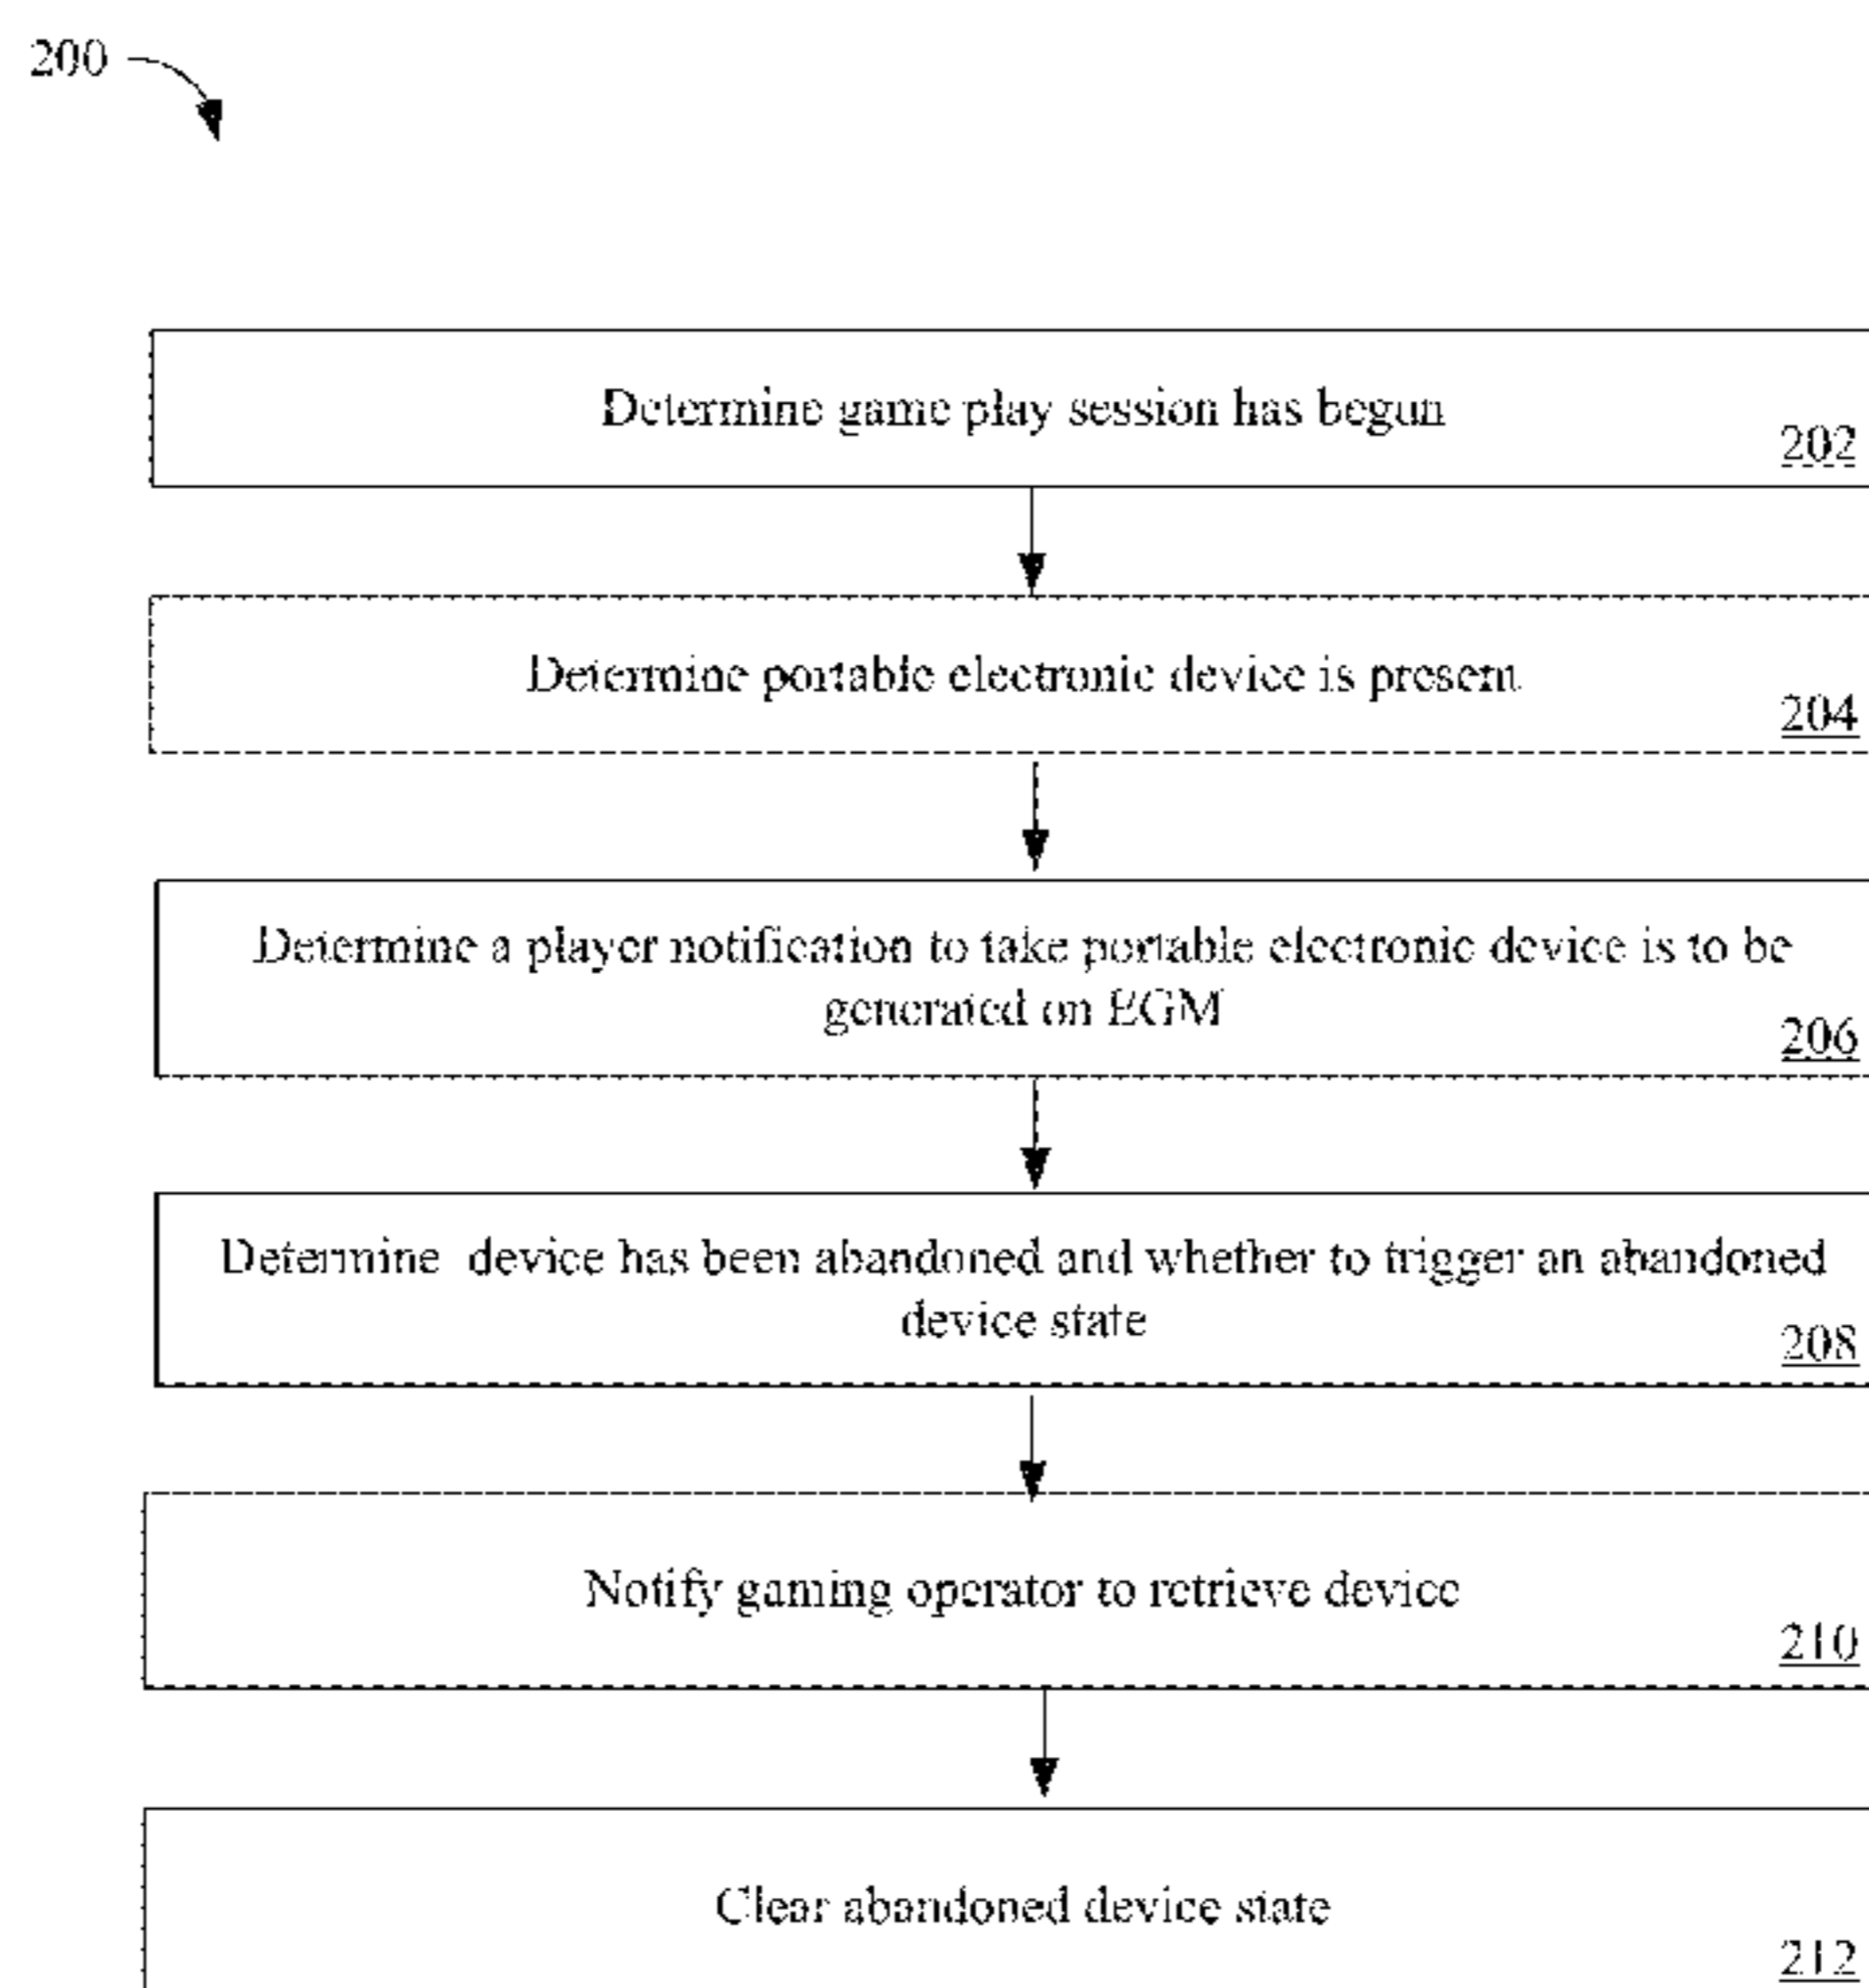 200
Determine game play session has begun
202
Determine portable electronic device is present
204
Determine a player notification to take portable electronic device is to be
generated on EGM
206
Determine device has been abandoned and whether to trigger an abandoned
device state
208
Notify gaming operator to retrieve device
210
Clear abandoned device state
212